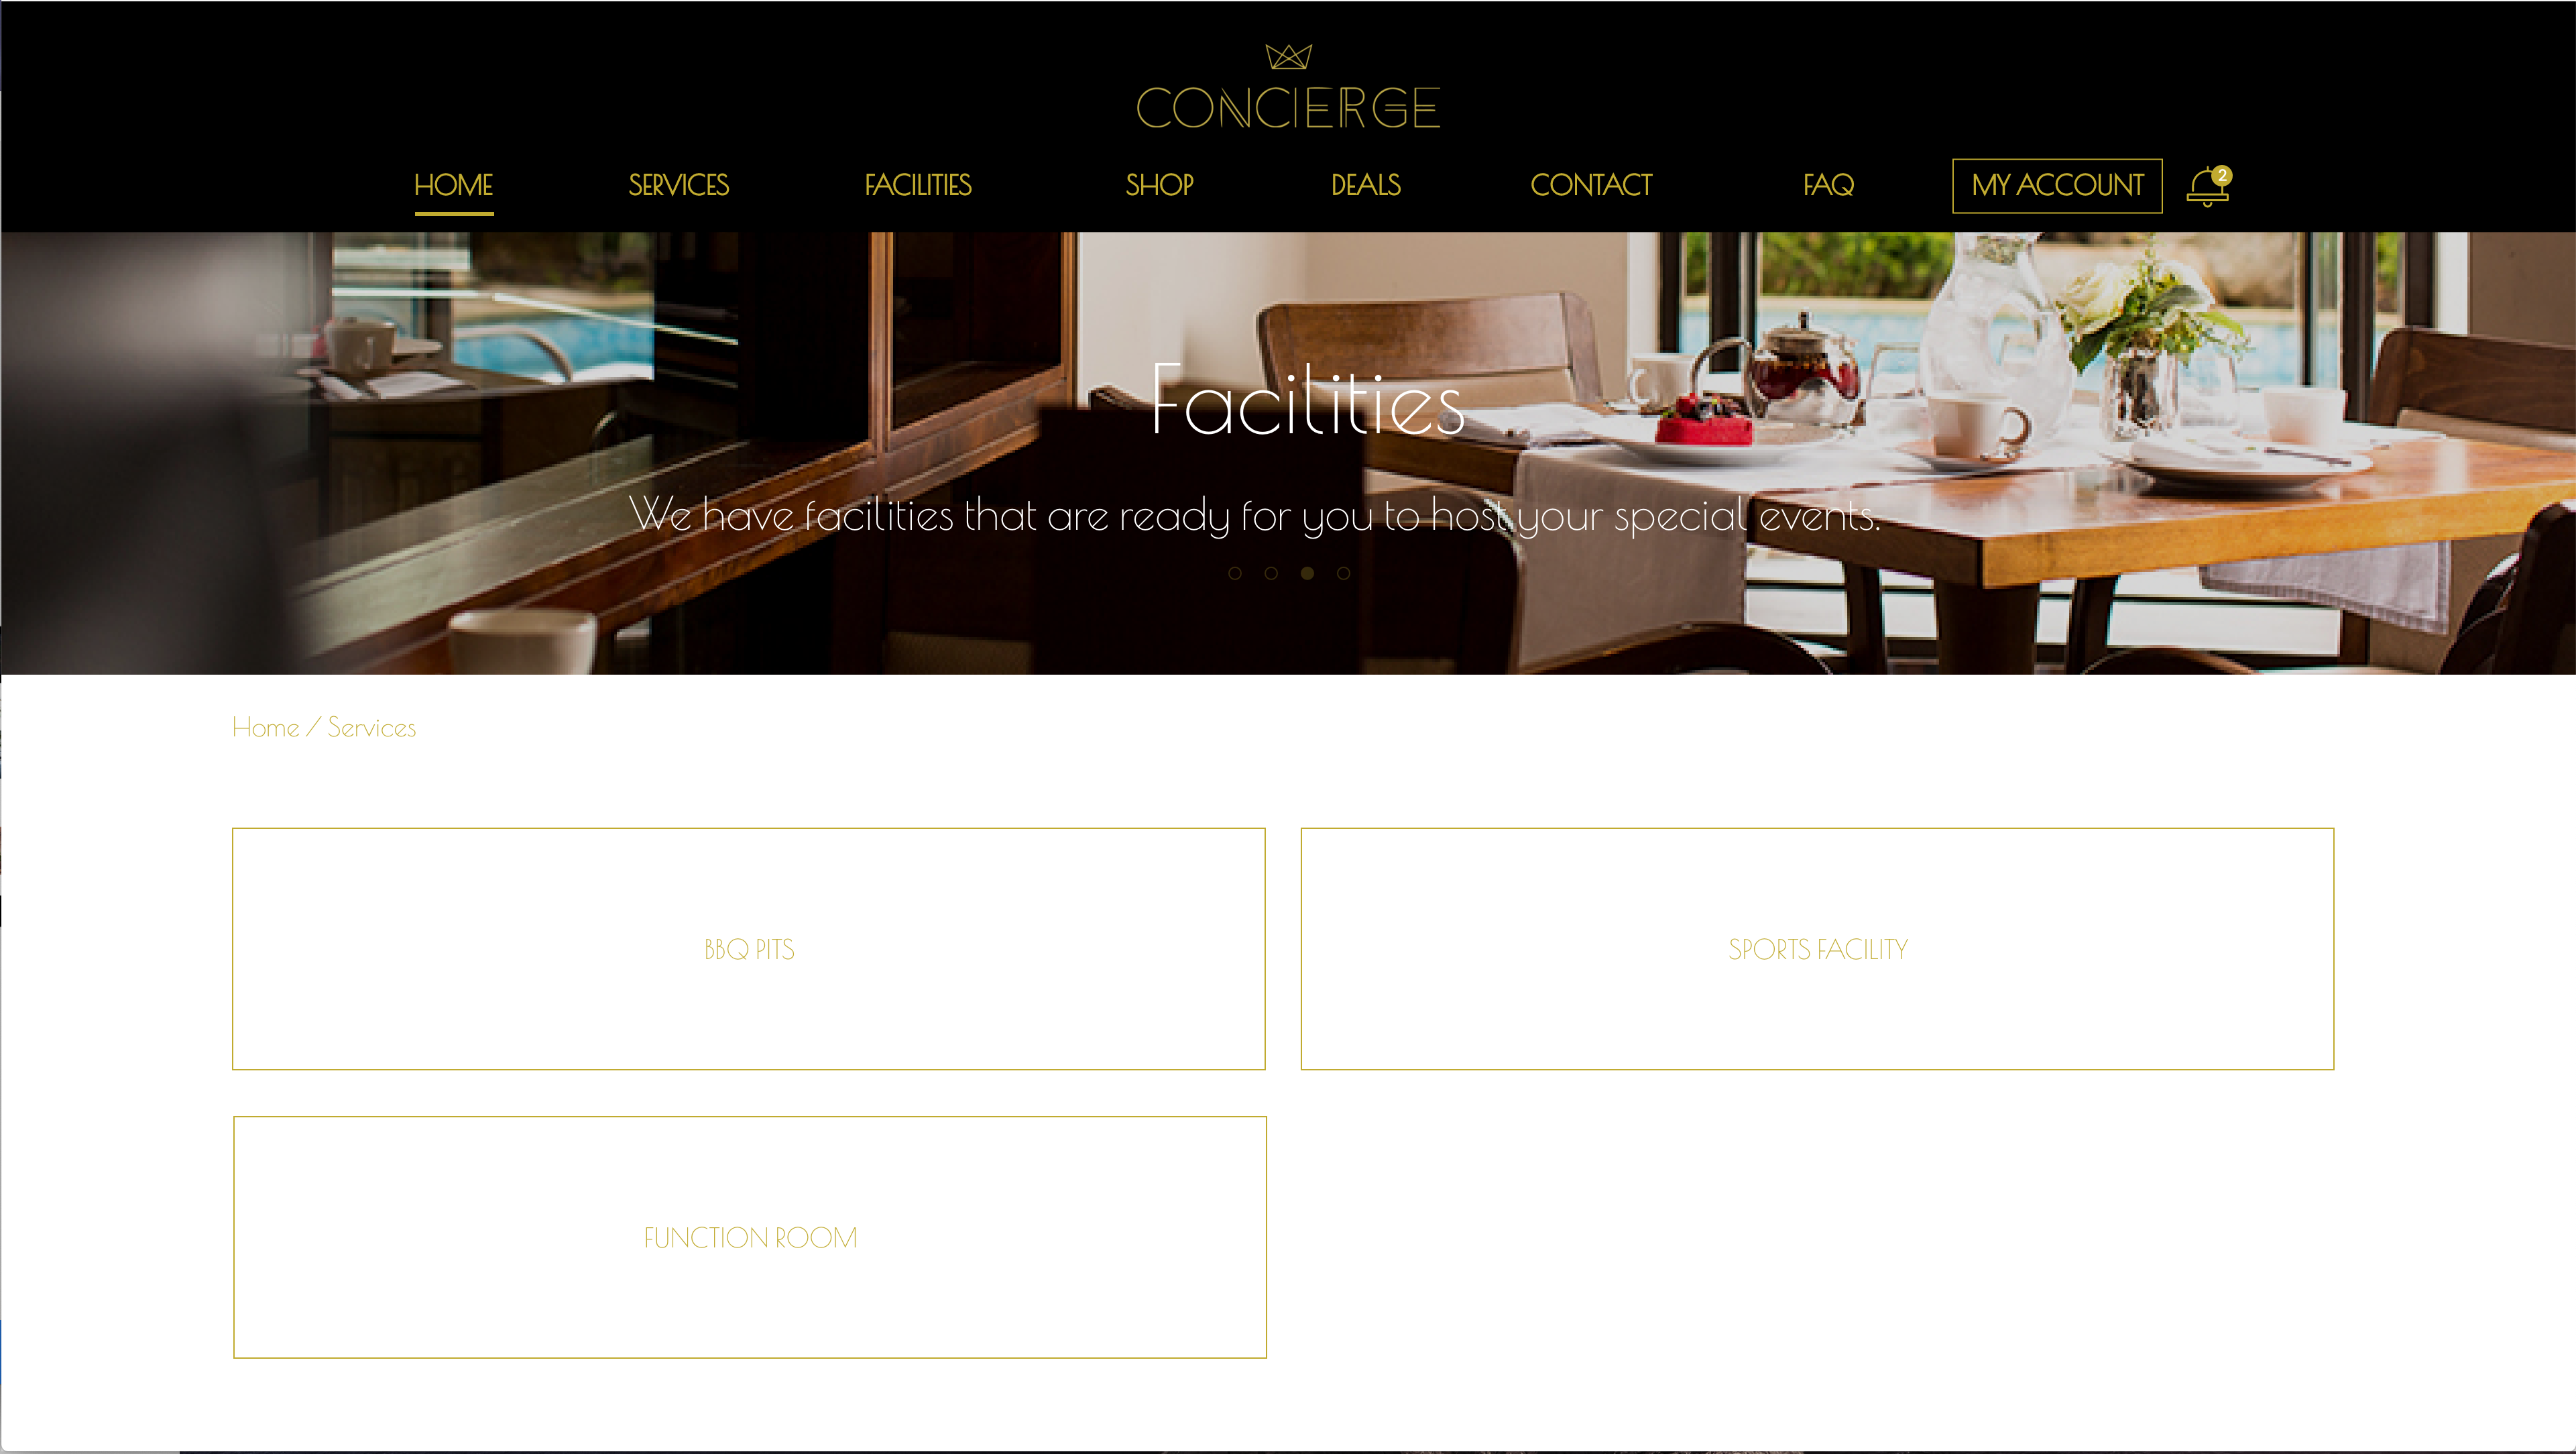 CONCIERGE
HOME SERVICES FACILITIES SHOP DEALS CONTACT FAQ MY ACCOUNT 2
Facilities
We have facilities that are ready for you to host your special events.
Home / Services
BBQ PITS SPORTS FACILITY
FUNCTION ROOM